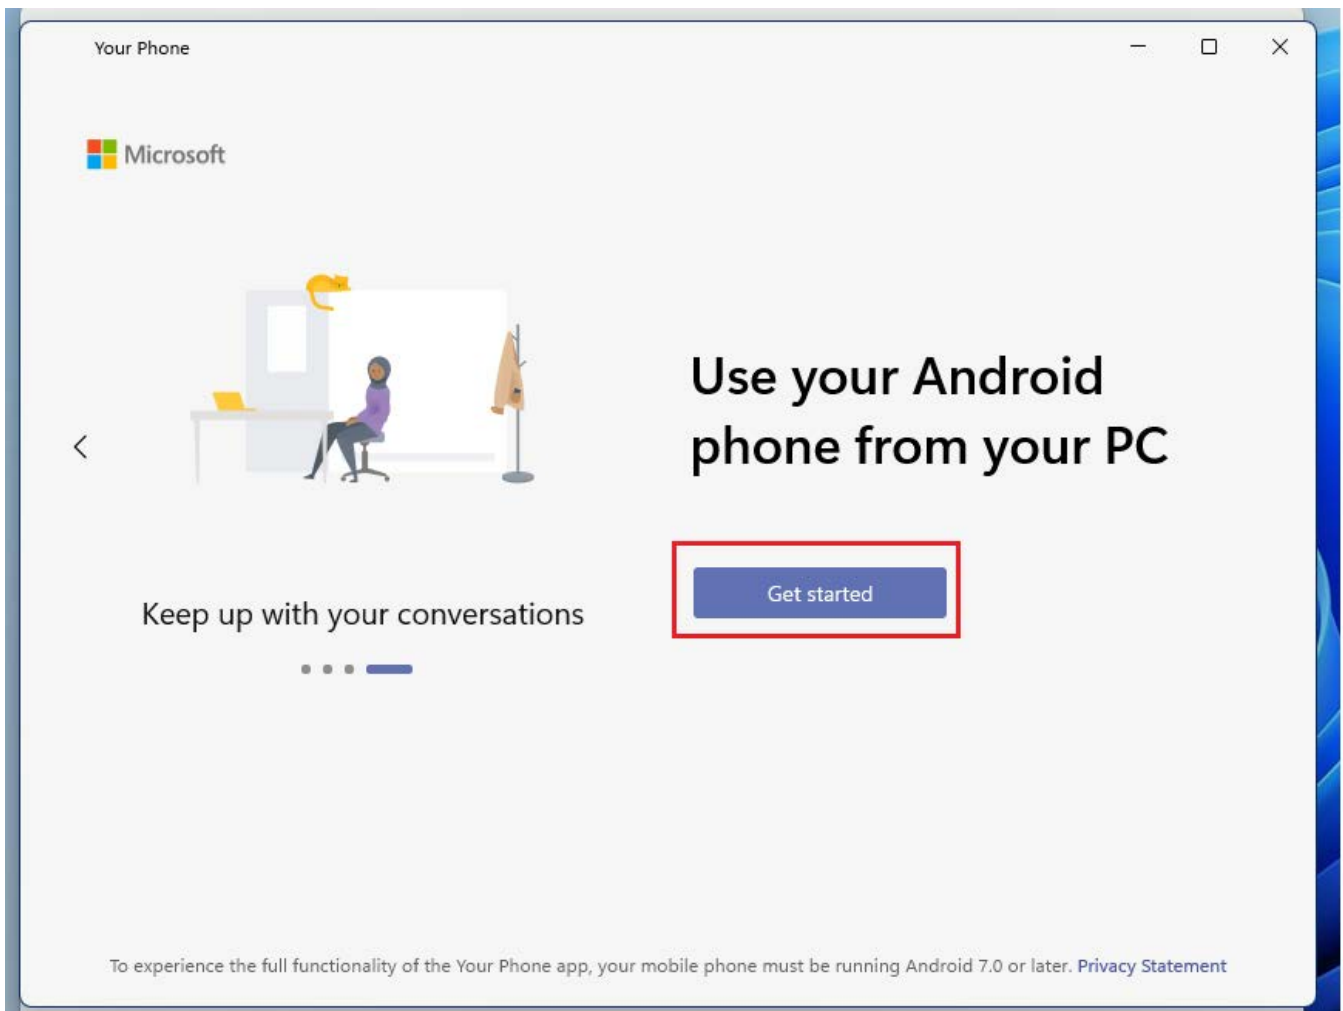 Your Phone
Microsoft
Use your Android
phone from your PC
Get started
Keep up with your conversations
To experience the full functionality of the Your Phone app, your mobile phone must be running Android 7.0 or later. Privacy Statement